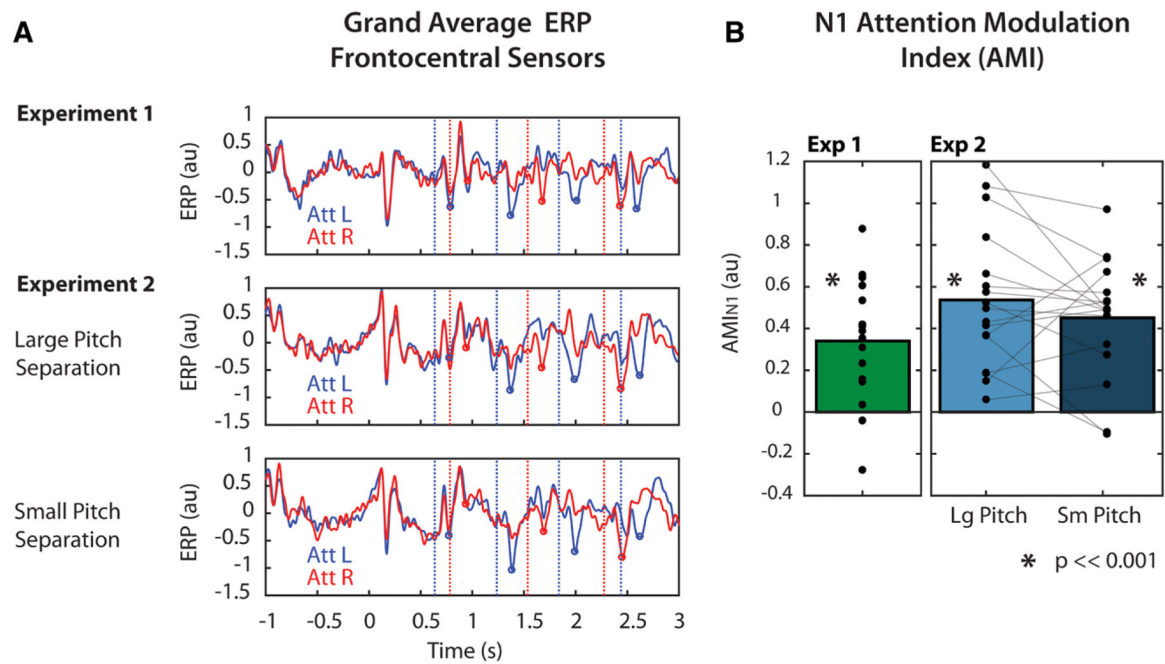 A
Grand Average ERP
Frontocentral Sensors
Experiment 1
1
0.5
0
-0.5
-1
-1.5
ERP (au)
Att L
Att R
Experiment 2
Large Pitch
Separation
1
0.5
0
-0.5
-1
-1.5
ERP (au)
Att L
Att R
Small Pitch
Separation
1
0.5
0
-0.5
-1
-1.5
ERP (au)
Att L
Att R
-1 -0.5 0 0.5 1 1.5 2 2.5 3
Time (s)
B
N1 Attention Modulation
Index (AMI)
Exp 1 Exp 2
1.2
0.8
0.4
0.2
0
-0.2
-0.4
AMIN1 (au)
* * *
Lg Pitch Sm Pitch
* p << 0.001